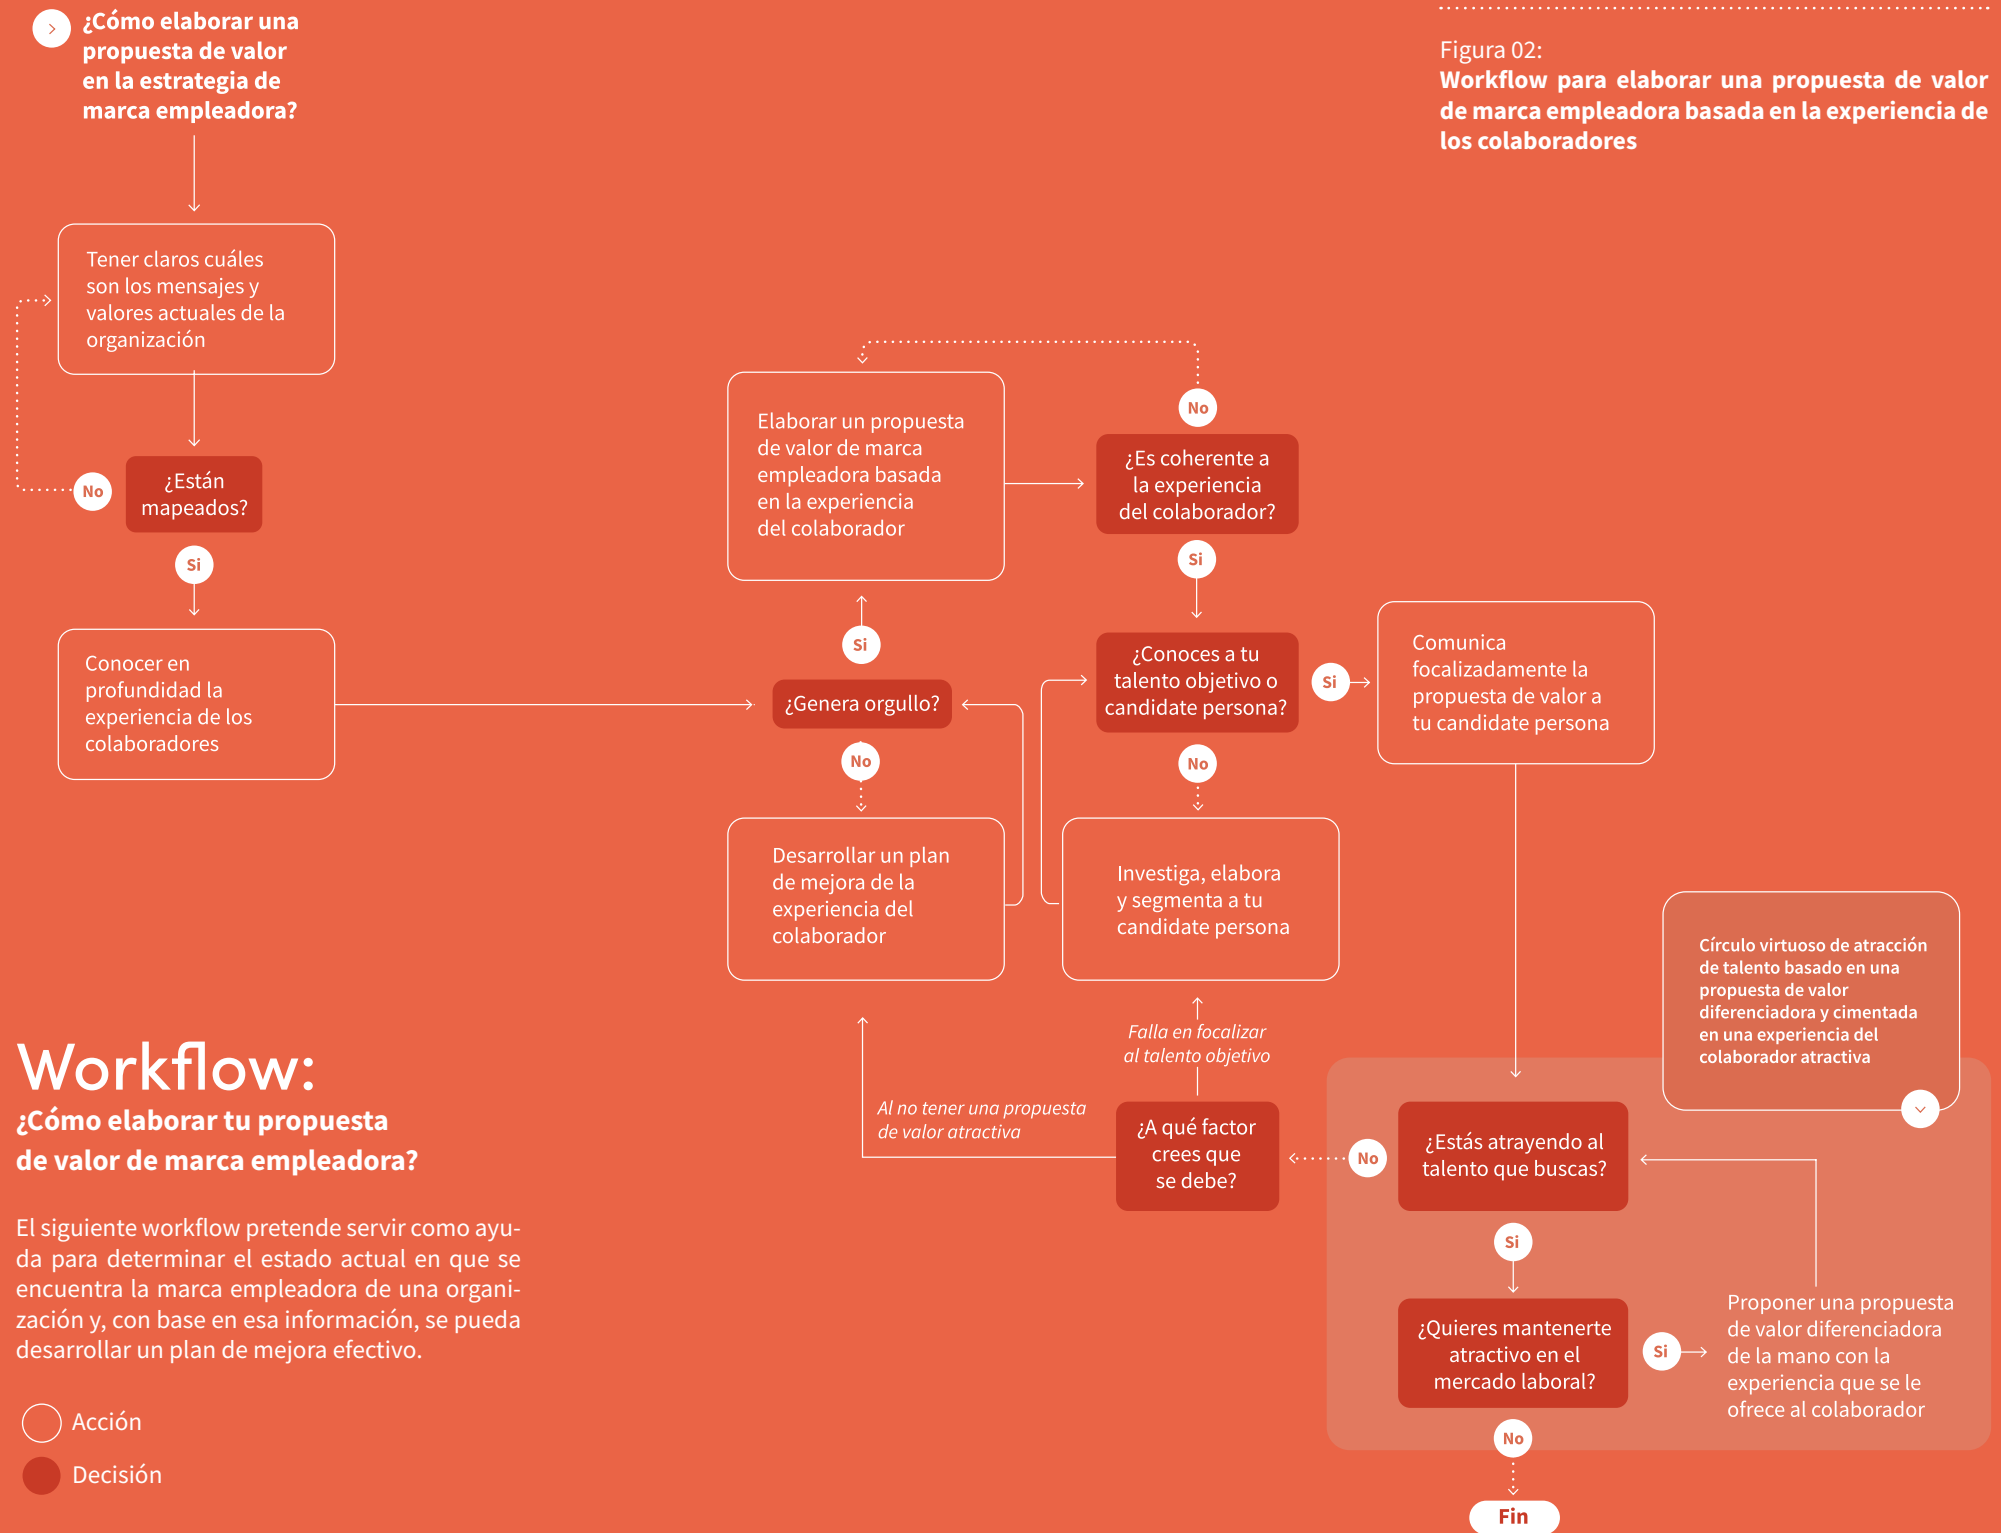 ¿Cómo elaborar una
propuesta de valor
en la estrategia de
marca empleadora?
Figura 02:
Workflow para elaborar una propuesta de valor
de marca empleadora basada en la experiencia de
los colaboradores
Tener claros cuáles
son los mensajes y
valores actuales de la
organización
No
¿Están
mapeados?
Si
Conocer en
profundidad la
experiencia de los
colaboradores
Elaborar un propuesta
de valor de marca
empleadora basada
en la experiencia
del colaborador
Si
¿Genera orgullo?
No
Desarrollar un plan
de mejora de la
experiencia del
colaborador
No
¿Es coherente a
la experiencia
del colaborador?
Si
¿Conoces a tu
talento objetivo o
candidate persona?
Si
No
Investiga, elabora
y segmenta a tu
candidate persona
Comunica
focalizadamente la
propuesta de valor a
tu candidate persona
Falla en focalizar
al talento objetivo
Al no tener una propuesta
de valor atractiva
¿A qué factor
crees que
se debe?
No
¿Estás atrayendo al
talento que buscas?
Círculo virtuoso de atracción
de talento basado en una
propuesta de valor
diferenciadora y cimentada
en una experiencia del
colaborador atractiva
Si
¿Quieres mantenerte
atractivo en el
mercado laboral?
Si
Proponer una propuesta
de valor diferenciadora
de la mano con la
experiencia que se le
ofrece al colaborador
No
Fin
Workflow:
¿Cómo elaborar tu propuesta
de valor de marca empleadora?
El siguiente workflow pretende servir como ayu-
da para determinar el estado actual en que se
encuentra la marca empleadora de una organi-
zación y, con base en esa información, se pueda
desarrollar un plan de mejora efectivo.
Acción
Decisión